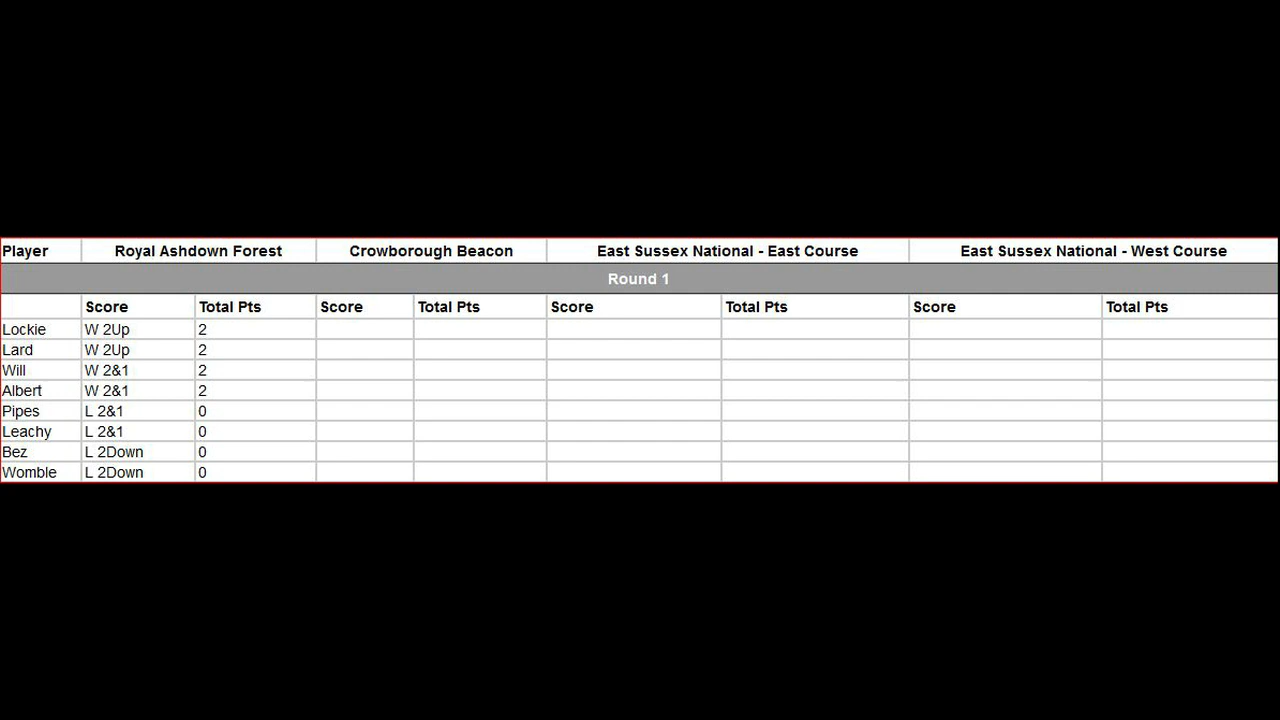 Player Royal Ashdown Forest Crowborough Beacon East Sussex National - East Course East Sussex National - West Course
Round 1
Score Total Pts Score Total Pts Score Total Pts Score Total Pts
Lockie W 2Up 2
Lard W 2Up 2
Will W 2&1 2
Albert W 2&1 2
Pipes L 2&1 0
Leachy L 2&1 0
Bez L 2Down 0
Womble L 2Down 0